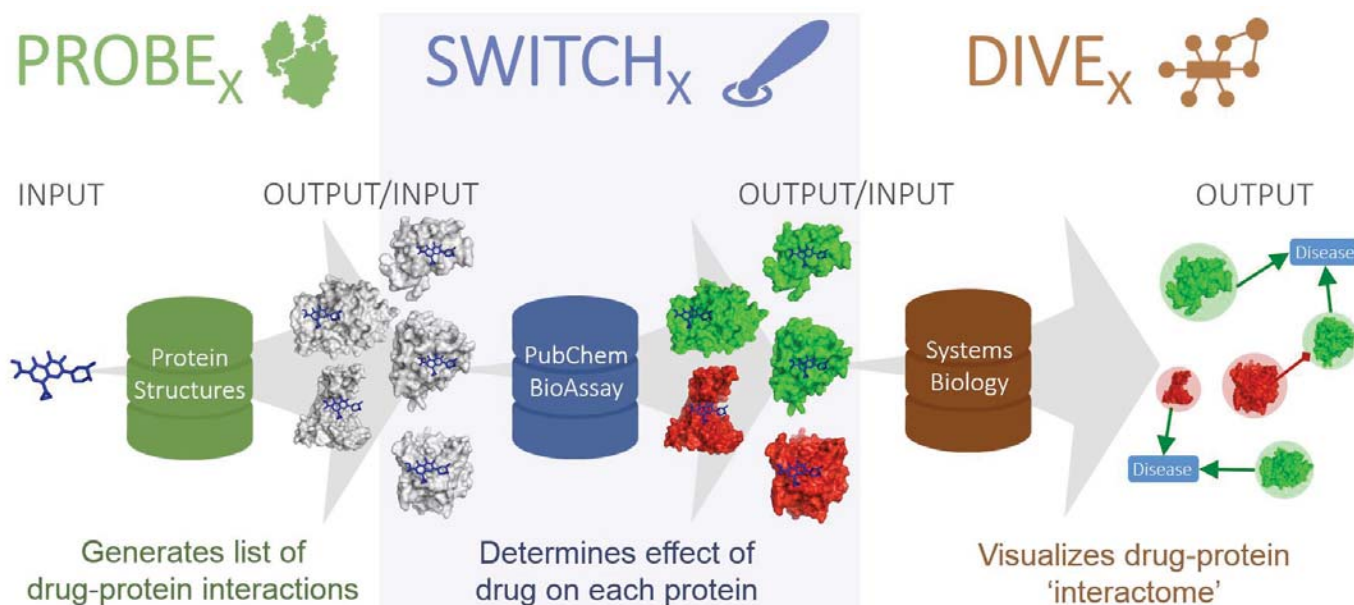 PROBEX
SWITCHX
DIVEX
INPUT
OUTPUT/INPUT
OUTPUT/INPUT
OUTPUT
Protein
Structures
PubChem
BioAssay
Systems
Biology
Disease
Disease
Generates list of
drug-protein interactions
Determines effect of
drug on each protein
Visualizes drug-protein
‘interactome’